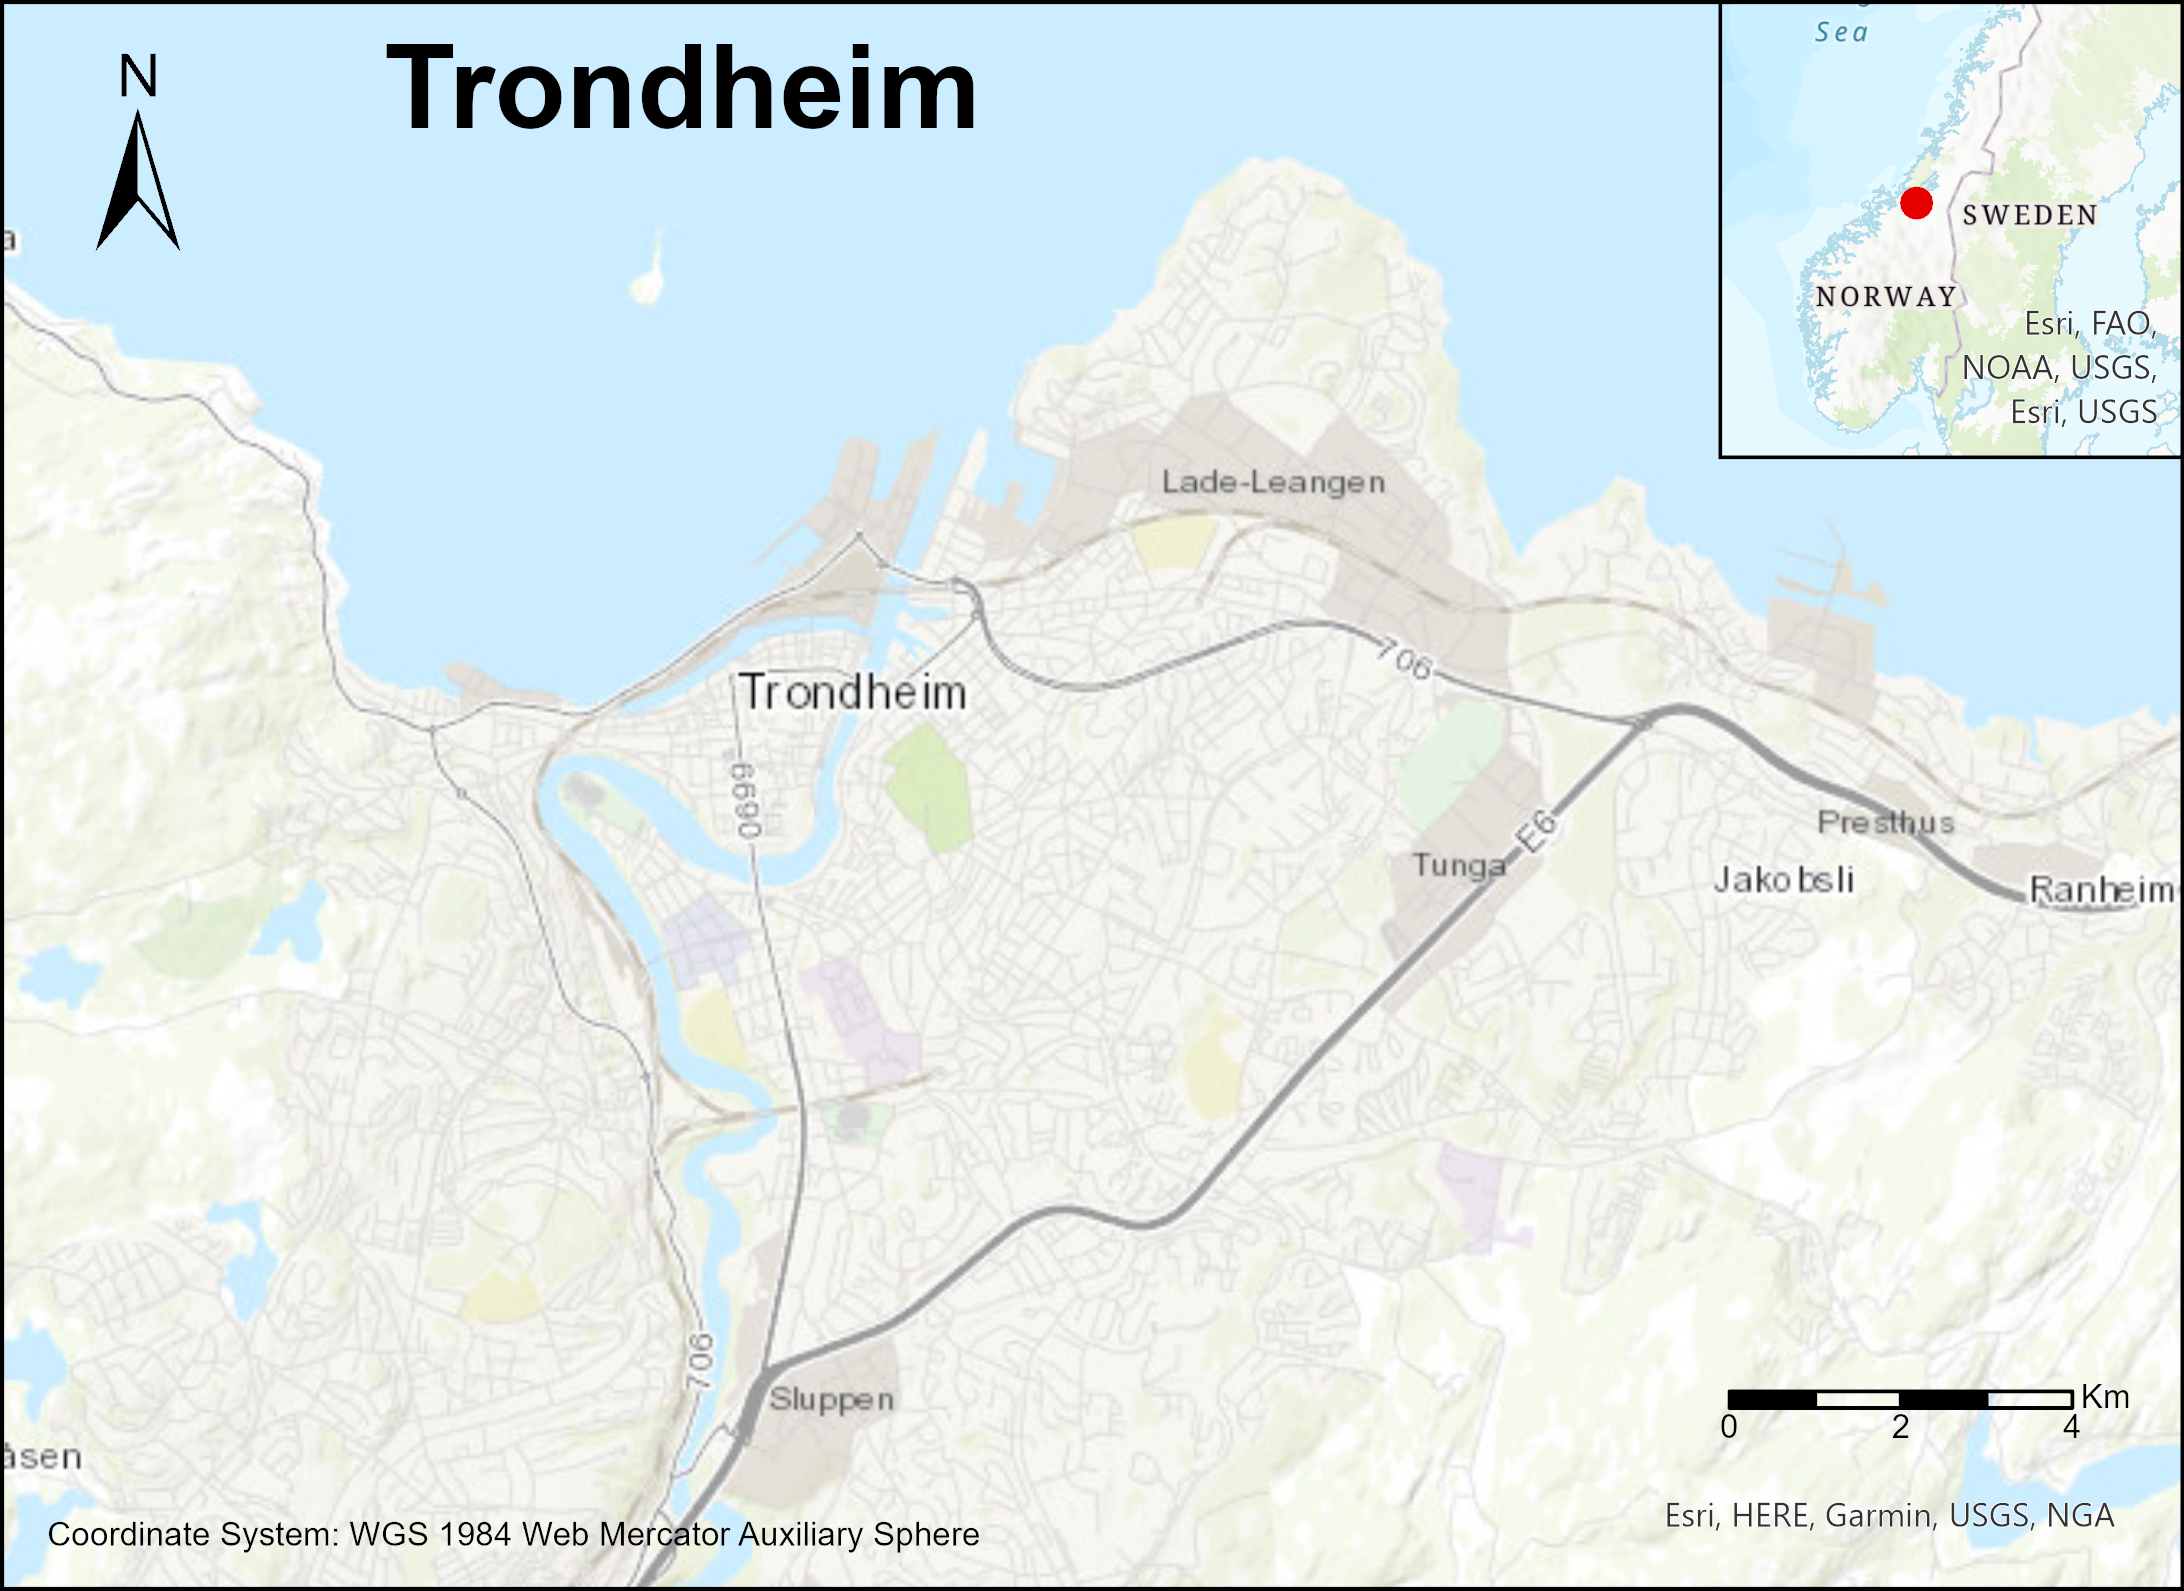 Trondheim
N
Sea
SWEDEN
NORWAY
Esri, FAO,
NOAA, USGS,
Esri, USGS
a
Lade-Leangen
Trondheim
706
6690
E6
Presthus
Tunga
Jakobsli
Ranheim
706
Sluppen
åsen
Km
0 2 4
Esri, HERE, Garmin, USGS, NGA
Coordinate System: WGS 1984 Web Mercator Auxiliary Sphere